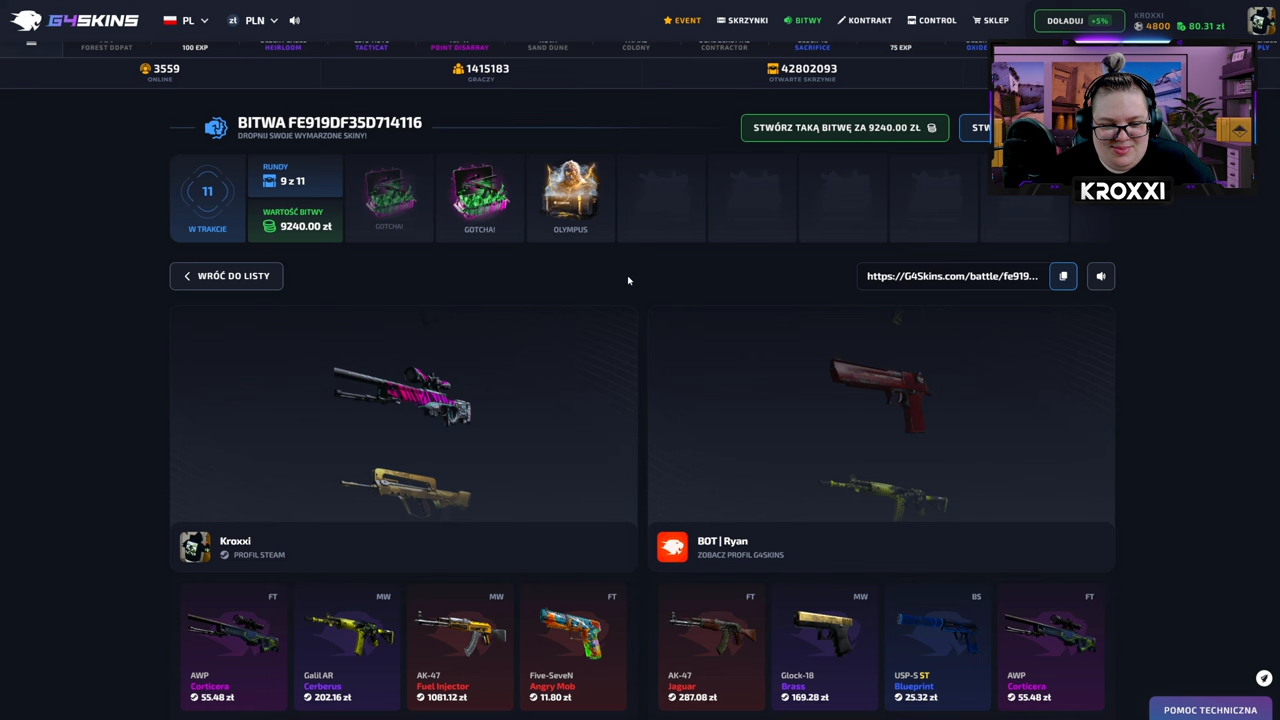 G4SKINS
PL
zł PLN
EVENT
SKRZYNKI
BITWY
KONTRAKT
CONTROL
SKLEP
DOŁADUJ +5%
KROXXI
4800 80.31 zł
FOREST DDPAT
100 EXP
HEIRLOOM
TACTICAT
POINT DISARRAY
SAND DUNE
COLONY
CONTRACTOR
SACRIFICE
75 EXP
3559
ONLINE
1415183
GRACZY
42802093
OTWARTE SKRZYNIE
BITWA FE919DF35D714116
DROPNIJ SWOJE WYMARZONE SKINY!
STWÓRZ TAKĄ BITWĘ ZA 9240.00 ZŁ
STW
KROXXI
11
W TRAKCIE
RUNDY
9 z 11
WARTOŚĆ BITWY
9240.00 zł
GOTCHA!
GOTCHA!
OLYMPUS
WRÓĆ DO LISTY
https://G4Skins.com/battle/fe919...
Kroxxi
PROFIL STEAM
BOT | Ryan
ZOBACZ PROFIL G4SKINS
FT
AWP
Corticera
55.48 zł
MW
Galil AR
Cerberus
202.16 zł
MW
AK-47
Fuel Injector
1081.12 zł
FT
Five-SeveN
Angry Mob
11.80 zł
FT
AK-47
Jaguar
287.08 zł
MW
Glock-18
Brass
169.28 zł
BS
USP-S ST
Blueprint
25.32 zł
FT
AWP
Corticera
55.48 zł
POMOC TECHNICZNA